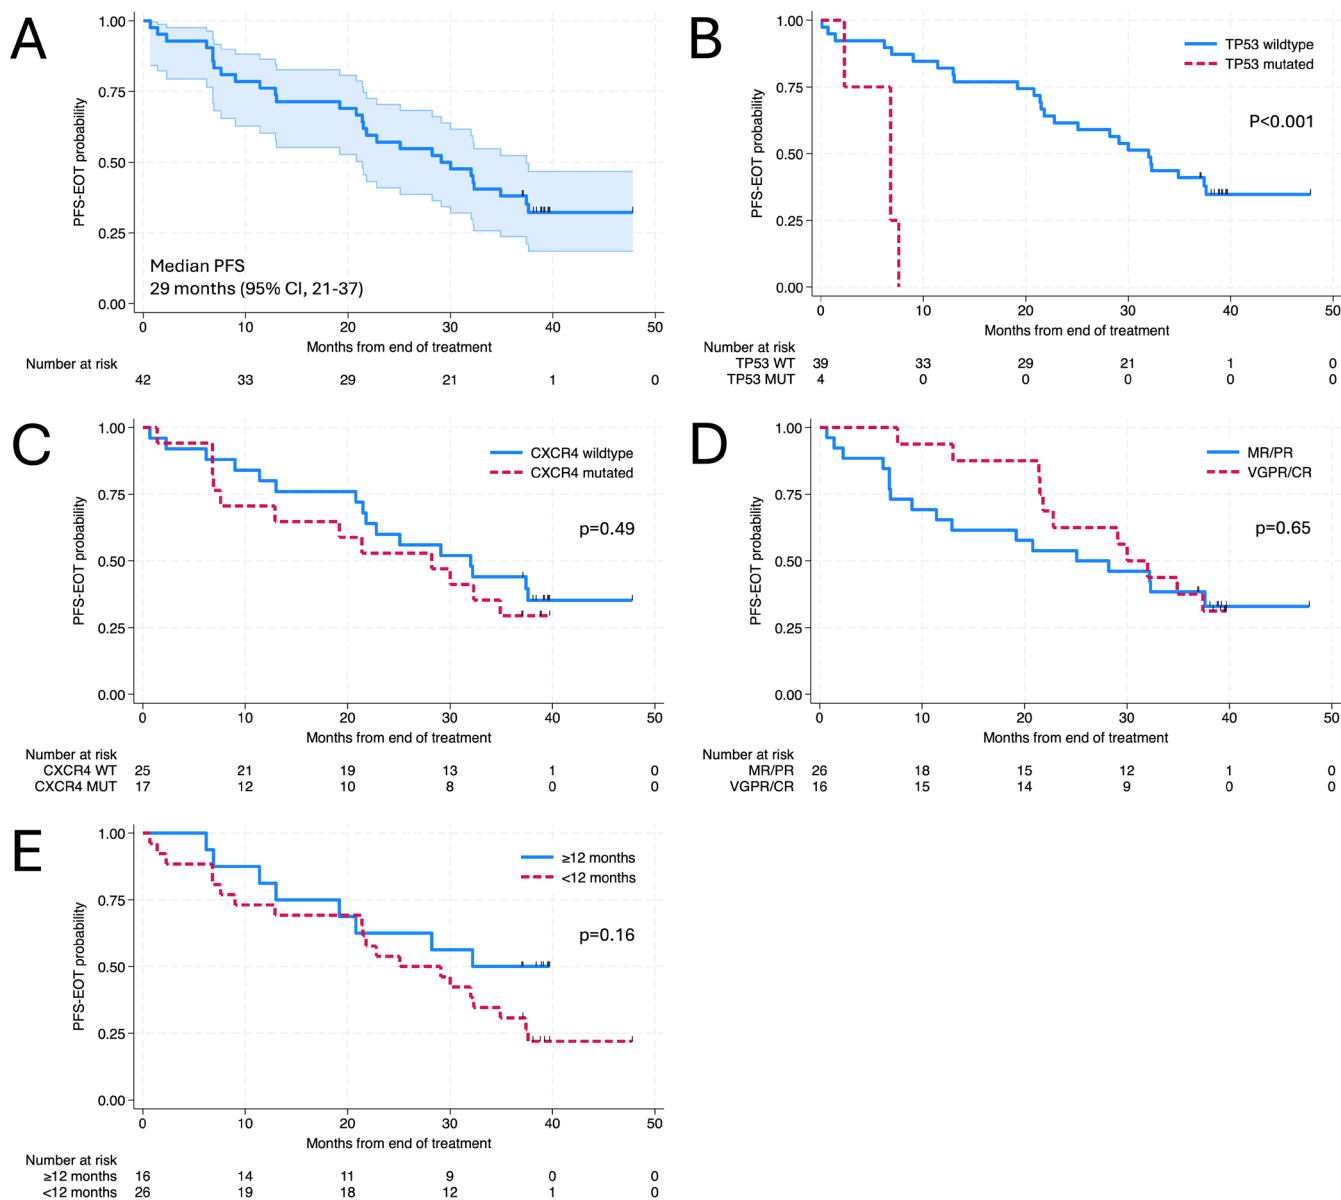 A
1.00
0.75
0.50
0.25
0.00
PFS-EOT probability
Median PFS
29 months (95% CI, 21-37)
0 10 20 30 40 50
Months from end of treatment
Number at risk
42 33 29 21 1 0
B
1.00
0.75
0.50
0.25
0.00
PFS-EOT probability
TP53 wildtype
TP53 mutated
P<0.001
0 10 20 30 40 50
Months from end of treatment
Number at risk
TP53 WT 39 33 29 21 1 0
TP53 MUT 4 0 0 0 0 0
C
1.00
0.75
0.50
0.25
0.00
PFS-EOT probability
CXCR4 wildtype
CXCR4 mutated
p=0.49
0 10 20 30 40 50
Months from end of treatment
Number at risk
CXCR4 WT 25 21 19 13 1 0
CXCR4 MUT 17 12 10 8 0 0
D
1.00
0.75
0.50
0.25
0.00
PFS-EOT probability
MR/PR
VGPR/CR
p=0.65
0 10 20 30 40 50
Months from end of treatment
Number at risk
MR/PR 26 18 15 12 1 0
VGPR/CR 16 15 14 9 0 0
E
1.00
0.75
0.50
0.25
0.00
PFS-EOT probability
≥12 months
<12 months
p=0.16
0 10 20 30 40 50
Months from end of treatment
Number at risk
≥12 months 16 14 11 9 0 0
<12 months 26 19 18 12 1 0